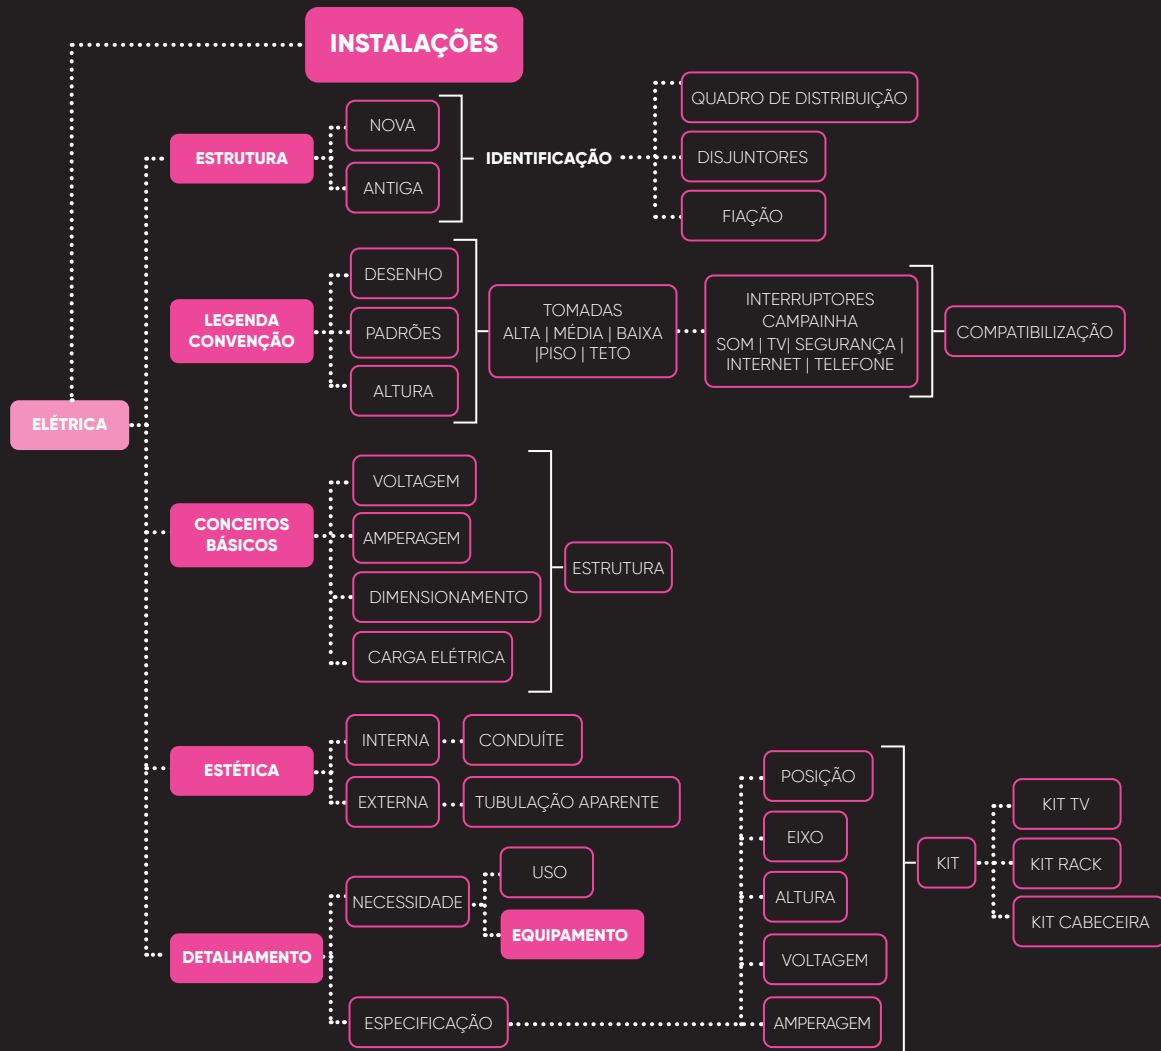 INSTALAÇÕES
ELÉTRICA
ESTRUTURA
NOVA
ANTIGA
IDENTIFICAÇÃO
QUADRO DE DISTRIBUIÇÃO
DISJUNTORES
FIAÇÃO
LEGENDA
CONVENÇÃO
DESENHO
PADRÕES
ALTURA
TOMADAS
ALTA | MÉDIA | BAIXA
|PISO | TETO
INTERRUPTORES
CAMPAINHA
SOM | TV| SEGURANÇA |
INTERNET | TELEFONE
COMPATIBILIZAÇÃO
CONCEITOS
BÁSICOS
VOLTAGEM
AMPERAGEM
DIMENSIONAMENTO
CARGA ELÉTRICA
ESTRUTURA
ESTÉTICA
INTERNA
CONDUÍTE
EXTERNA
TUBULAÇÃO APARENTE
DETALHAMENTO
NECESSIDADE
USO
EQUIPAMENTO
ESPECIFICAÇÃO
POSIÇÃO
EIXO
ALTURA
VOLTAGEM
AMPERAGEM
KIT
KIT TV
KIT RACK
KIT CABECEIRA